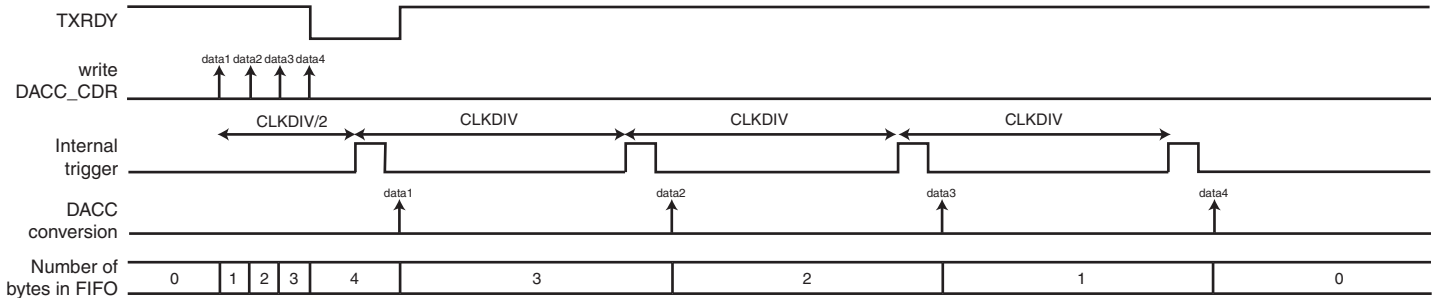 TXRDY
data1 data2 data3 data4
write
DACC_CDR
CLKDIV/2 CLKDIV CLKDIV CLKDIV
Internal
trigger
data1 data2 data3 data4
DACC
conversion
Number of
bytes in FIFO
0 1 2 3 4 3 2 1 0